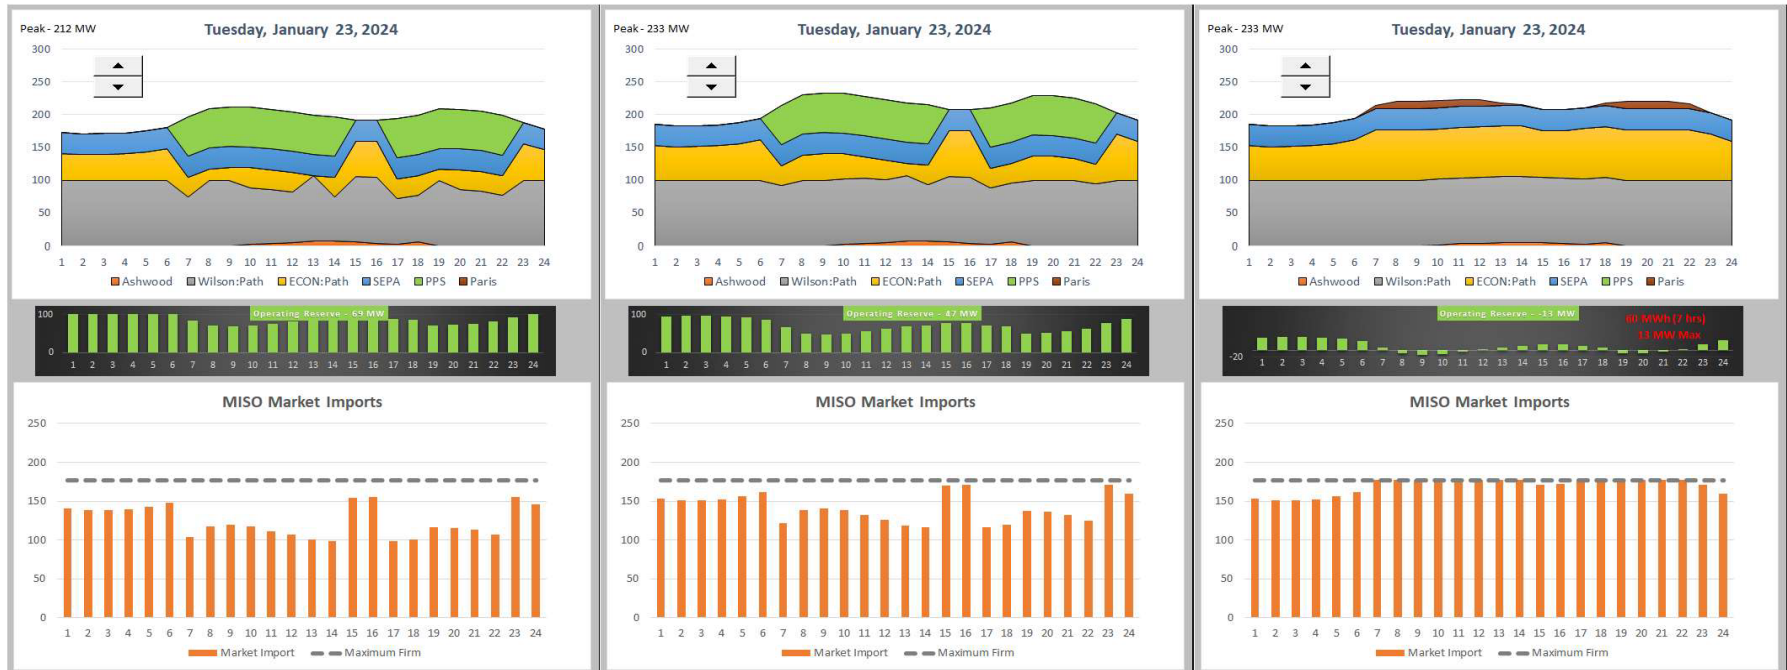 Peak - 212 MW
Tuesday, January 23, 2024
300
250
200
150
100
50
0
1 2 3 4 5 6 7 8 9 10 11 12 13 14 15 16 17 18 19 20 21 22 23 24
Ashwood Wilson:Path ECON:Path SEPA PPS Paris
Operating Reserve - 69 MW
100
0
1 2 3 4 5 6 7 8 9 10 11 12 13 14 15 16 17 18 19 20 21 22 23 24
MISO Market Imports
250
200
150
100
50
0
1 2 3 4 5 6 7 8 9 10 11 12 13 14 15 16 17 18 19 20 21 22 23 24
Market Import Maximum Firm
Peak - 233 MW
Tuesday, January 23, 2024
300
250
200
150
100
50
0
1 2 3 4 5 6 7 8 9 10 11 12 13 14 15 16 17 18 19 20 21 22 23 24
Ashwood Wilson:Path ECON:Path SEPA PPS Paris
Operating Reserve - 47 MW
100
0
1 2 3 4 5 6 7 8 9 10 11 12 13 14 15 16 17 18 19 20 21 22 23 24
MISO Market Imports
250
200
150
100
50
0
1 2 3 4 5 6 7 8 9 10 11 12 13 14 15 16 17 18 19 20 21 22 23 24
Market Import Maximum Firm
Peak - 233 MW
Tuesday, January 23, 2024
300
250
200
150
100
50
0
1 2 3 4 5 6 7 8 9 10 11 12 13 14 15 16 17 18 19 20 21 22 23 24
Ashwood Wilson:Path ECON:Path SEPA PPS Paris
Operating Reserve - -13 MW
60 MWh (7 hrs)
13 MW Max
-20
1 2 3 4 5 6 7 8 9 10 11 12 13 14 15 16 17 18 19 20 21 22 23 24
MISO Market Imports
250
200
150
100
50
0
1 2 3 4 5 6 7 8 9 10 11 12 13 14 15 16 17 18 19 20 21 22 23 24
Market Import Maximum Firm